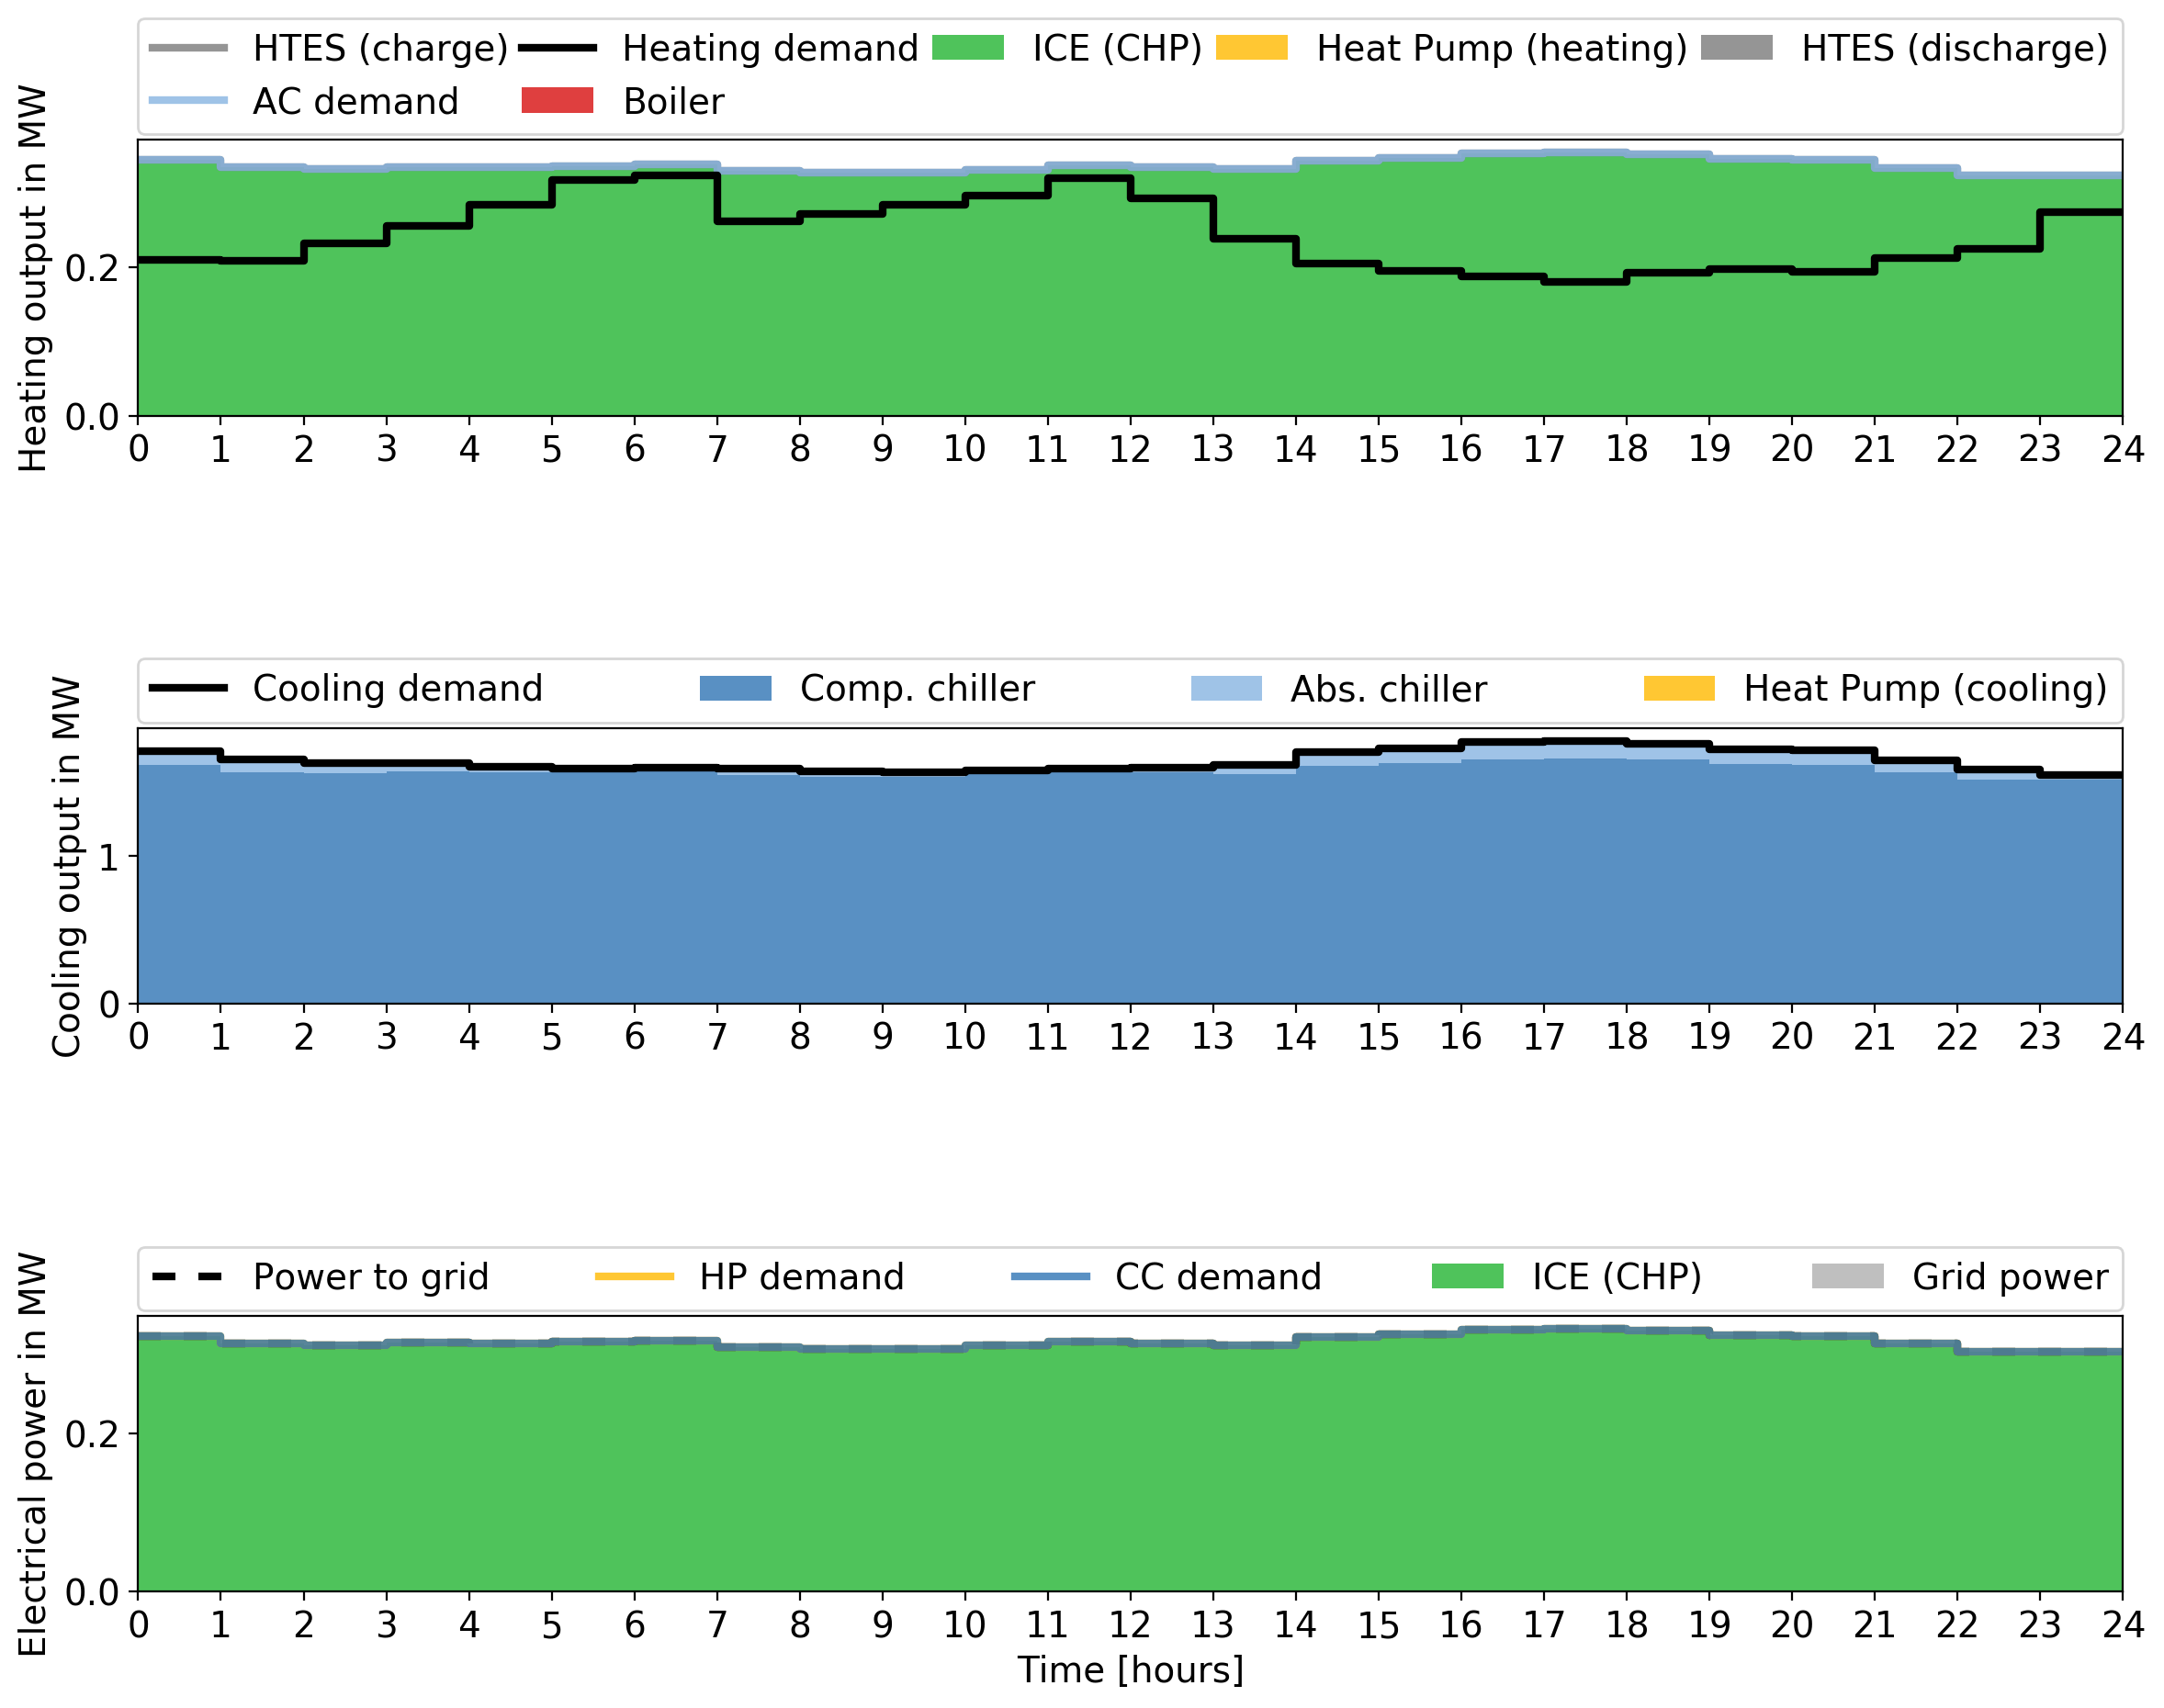 HTES (charge) Heating demand ICE (CHP) Heat Pump (heating) HTES (discharge)
AC demand Boiler
Heating output in MW
0.2
0.0
0 1 2 3 4 5 6 7 8 9 10 11 12 13 14 15 16 17 18 19 20 21 22 23 24
Cooling demand Comp. chiller Abs. chiller Heat Pump (cooling)
Cooling output in MW
1
0
0 1 2 3 4 5 6 7 8 9 10 11 12 13 14 15 16 17 18 19 20 21 22 23 24
Power to grid HP demand CC demand ICE (CHP) Grid power
Electrical power in MW
0.2
0.0
0 1 2 3 4 5 6 7 8 9 10 11 12 13 14 15 16 17 18 19 20 21 22 23 24
Time [hours]